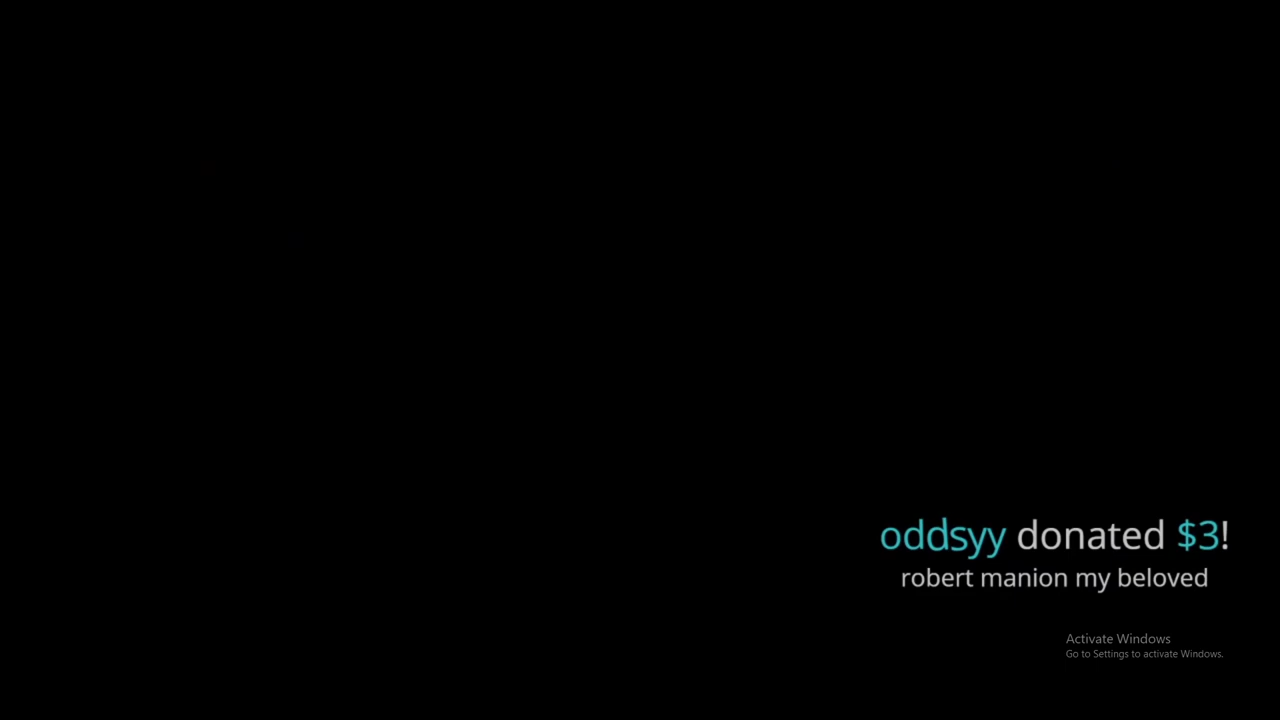 oddsyy donated $3!
robert manion my beloved
Activate Windows
Go to Settings to activate Windows.